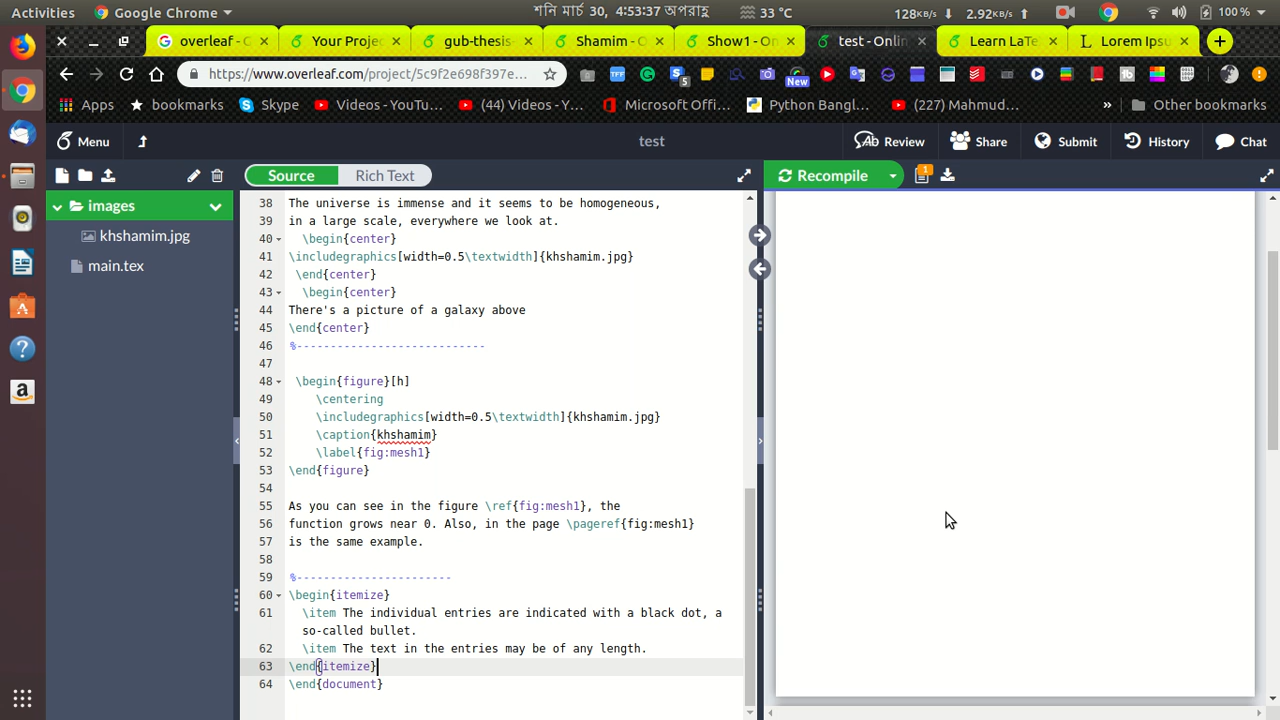 Activities
Google Chrome
শনি মার্চ 30, 4:53:37 অপরাহ্ণ
33 °C
128KB/s
2.92KB/s
100 %
overleaf - G
Your Proje
gub-thesis-
Shamim - O
Show1 - On
test - Onlin
Learn LaTe
Lorem Ipsu
https://www.overleaf.com/project/5c9f2e698f397e...
TFF
5
New
Apps
bookmarks
Skype
Videos - YouTu...
(44) Videos - Y...
Microsoft Offi...
Python Bangl...
(227) Mahmud...
»
Other bookmarks
Menu
test
Review
Share
Submit
History
Chat
Source
Rich Text
Recompile
1
images
khshamim.jpg
main.tex
38 The universe is immense and it seems to be homogeneous,
39 in a large scale, everywhere we look at.
40 \begin{center}
41 \includegraphics[width=0.5\textwidth]{khshamim.jpg}
42 \end{center}
43 \begin{center}
44 There's a picture of a galaxy above
45 \end{center}
46 %----------------------------
47
48 \begin{figure}[h]
49 \centering
50 \includegraphics[width=0.5\textwidth]{khshamim.jpg}
51 \caption{khshamim}
52 \label{fig:mesh1}
53 \end{figure}
54
55 As you can see in the figure \ref{fig:mesh1}, the
56 function grows near 0. Also, in the page \pageref{fig:mesh1}
57 is the same example.
58
59 %-----------------------
60 \begin{itemize}
61 \item The individual entries are indicated with a black dot, a
so-called bullet.
62 \item The text in the entries may be of any length.
63 \end{itemize}
64 \end{document}